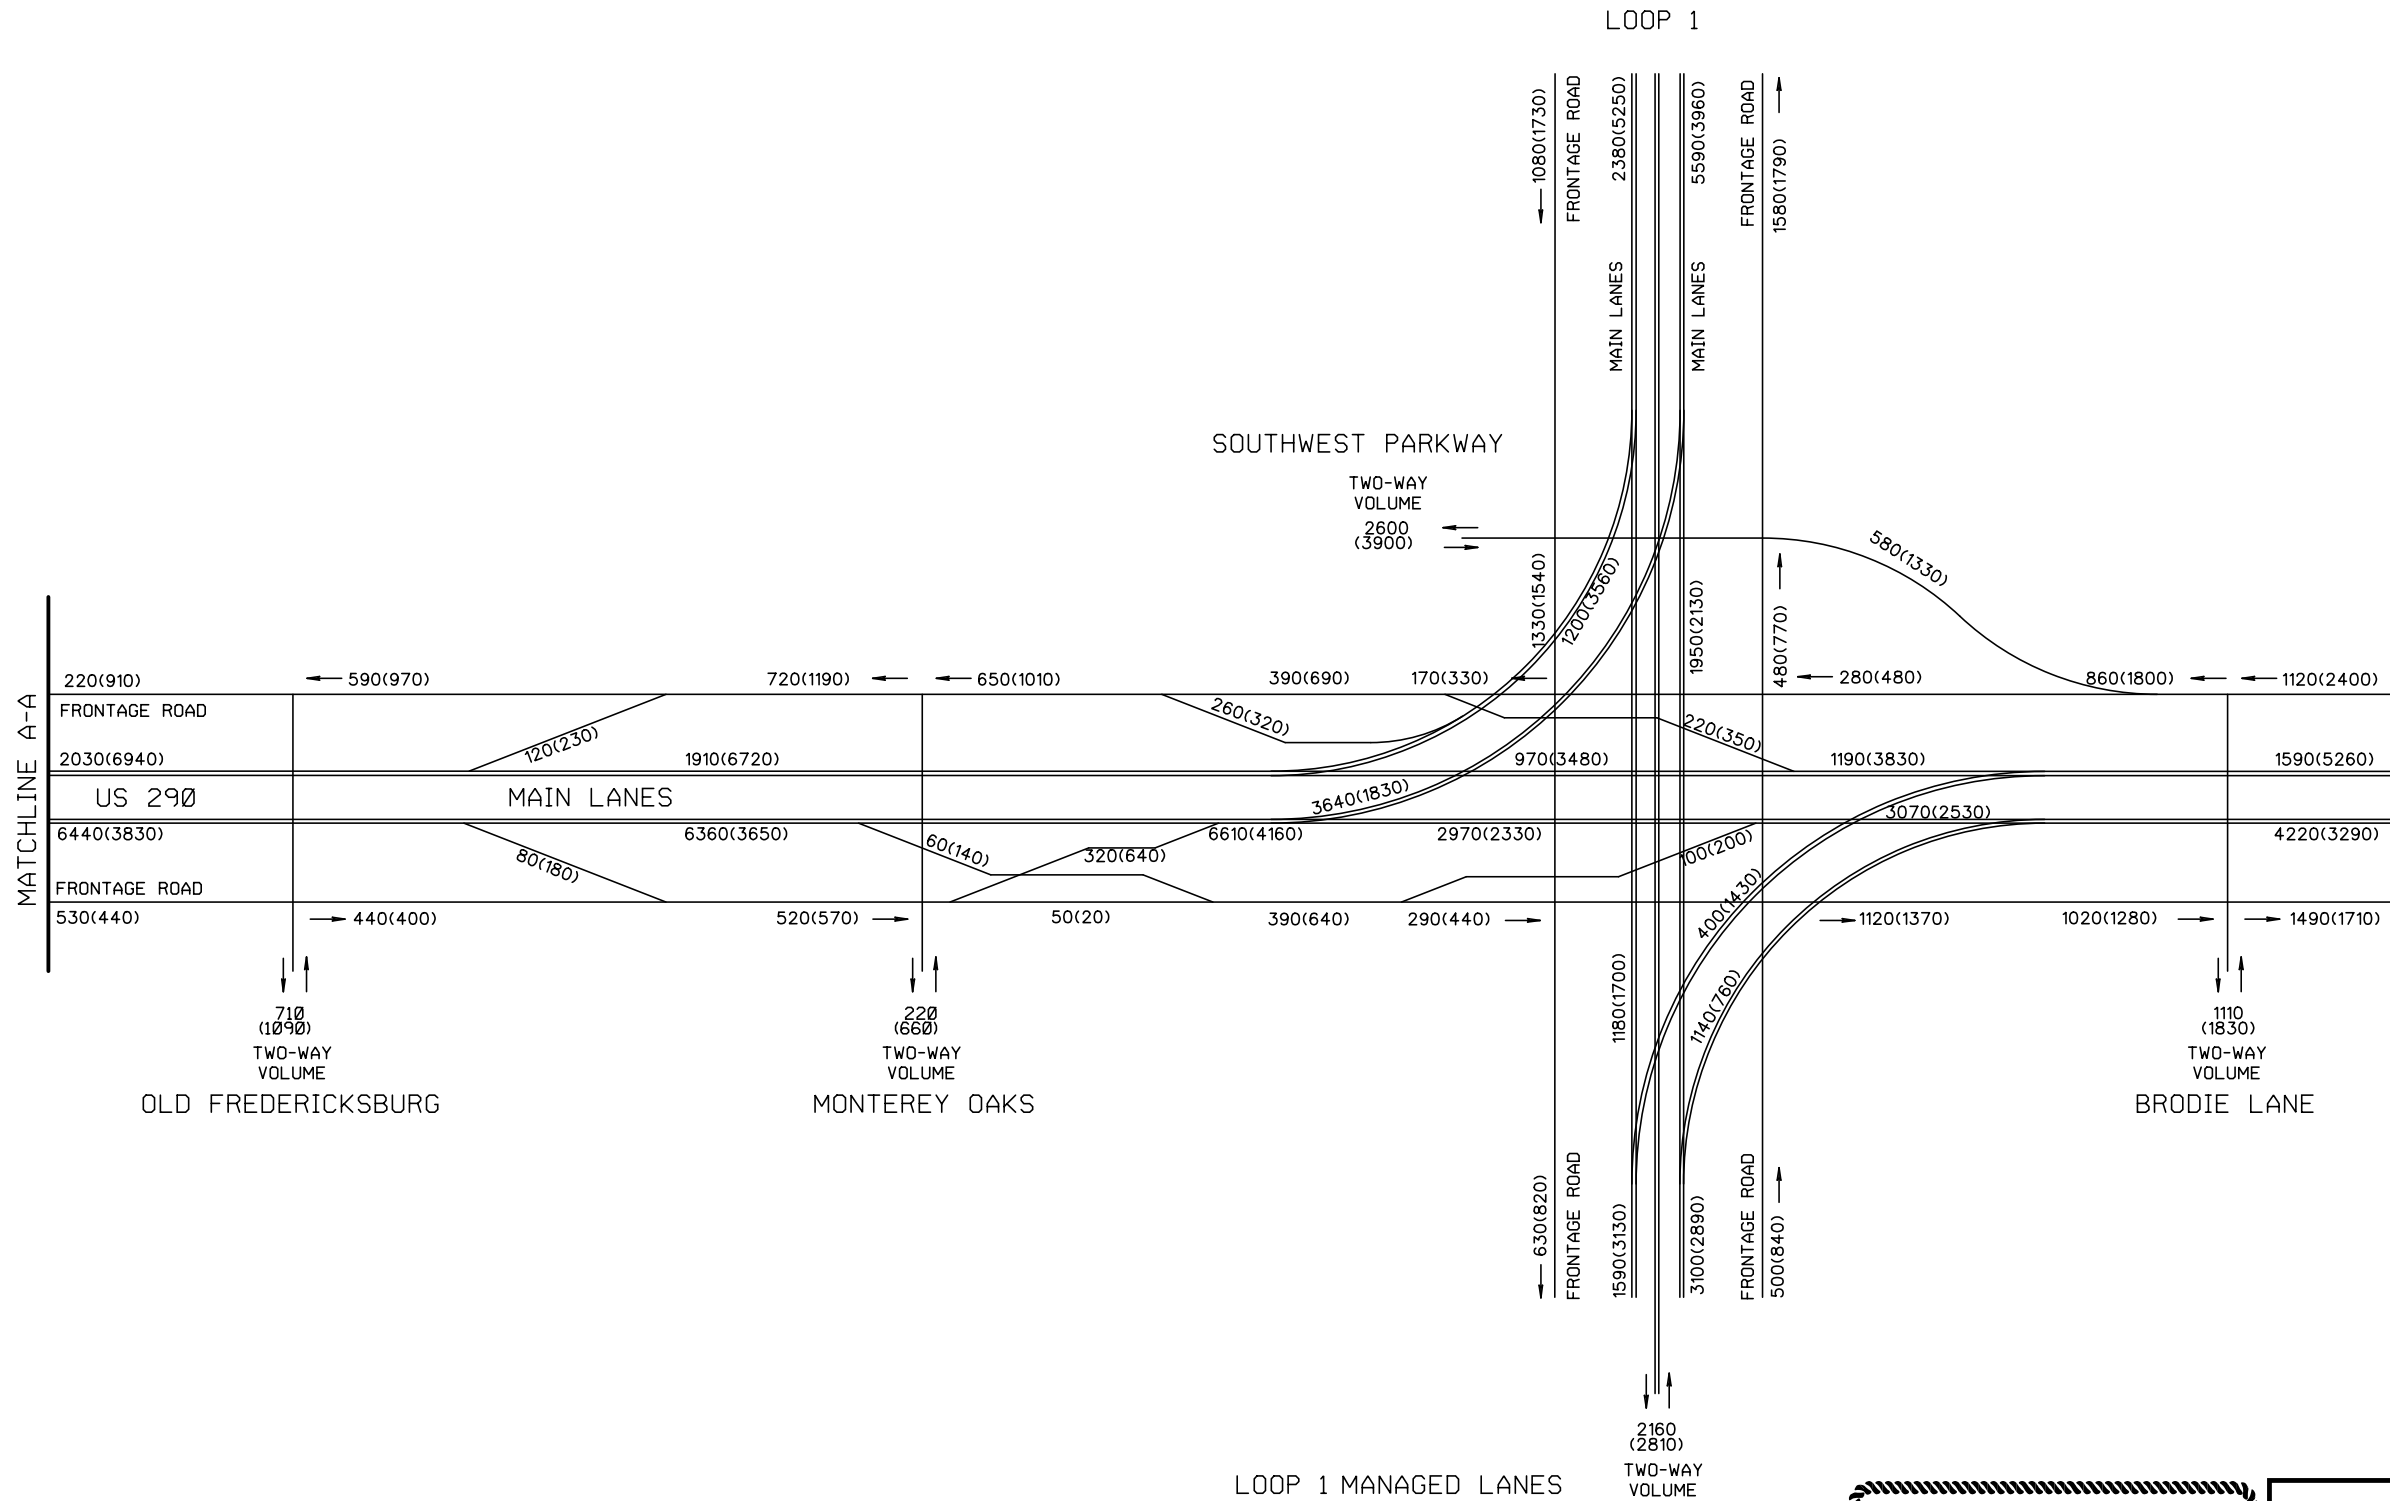 LOOP 1
1080(1730)
FRONTAGE ROAD
2380(5250)
5590(3960)
FRONTAGE ROAD
1580(1790)
MAIN LANES
MAIN LANES
SOUTHWEST PARKWAY
TWO-WAY
VOLUME
2600
(3900)
580(1330)
1330(1540)
1200(3560)
1950(2130)
480(770)
220(910)
590(970)
720(1190)
650(1010)
390(690)
170(330)
280(480)
860(1800)
1120(2400)
FRONTAGE ROAD
260(320)
220(350)
120(230)
2030(6940)
1910(6720)
970(3480)
1190(3830)
1590(5260)
MATCHLINE A-A
US 290
MAIN LANES
3640(1830)
3070(2530)
6440(3830)
6360(3650)
6610(4160)
2970(2330)
4220(3290)
80(180)
60(140)
320(640)
100(200)
FRONTAGE ROAD
400(1430)
530(440)
440(400)
520(570)
50(20)
390(640)
290(440)
1120(1370)
1020(1280)
1490(1710)
1180(1700)
1140(760)
710
(1090)
TWO-WAY
VOLUME
OLD FREDERICKSBURG
220
(660)
TWO-WAY
VOLUME
MONTEREY OAKS
1110
(1830)
TWO-WAY
VOLUME
BRODIE LANE
630(820)
FRONTAGE ROAD
1590(3130)
3100(2890)
FRONTAGE ROAD
500(840)
2160
(2810)
TWO-WAY
VOLUME
LOOP 1 MANAGED LANES